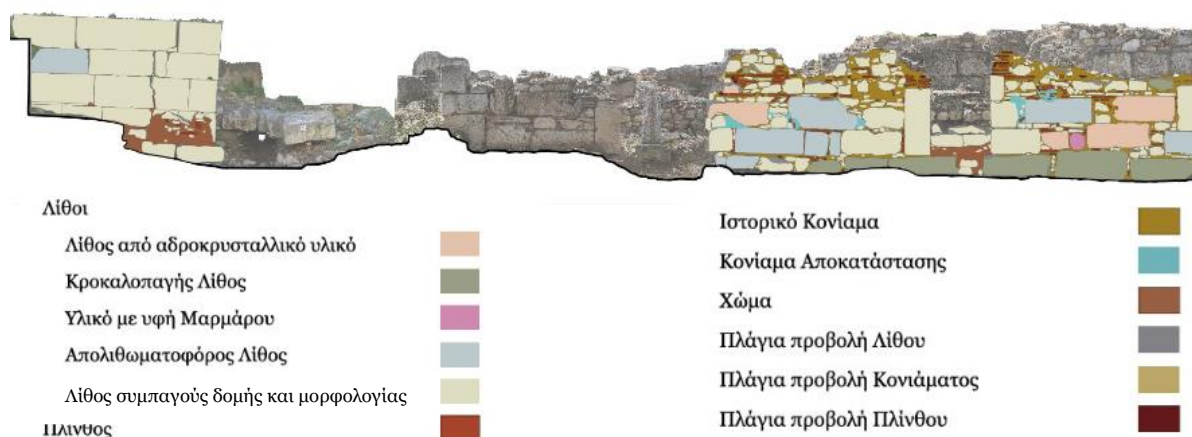 Λίθοι
Λίθος από αδροκρυσταλλικό υλικό
Κροκαλοπαγής Λίθος
Υλικό με υφή Μαρμάρου
Απολιθωματοφόρος Λίθος
Λίθος συμπαγούς δομής και μορφολογίας
Πλίνθος
Ιστορικό Κονίαμα
Κονίαμα Αποκατάστασης
Χώμα
Πλάγια προβολή Λίθου
Πλάγια προβολή Κονιάματος
Πλάγια προβολή Πλίνθου